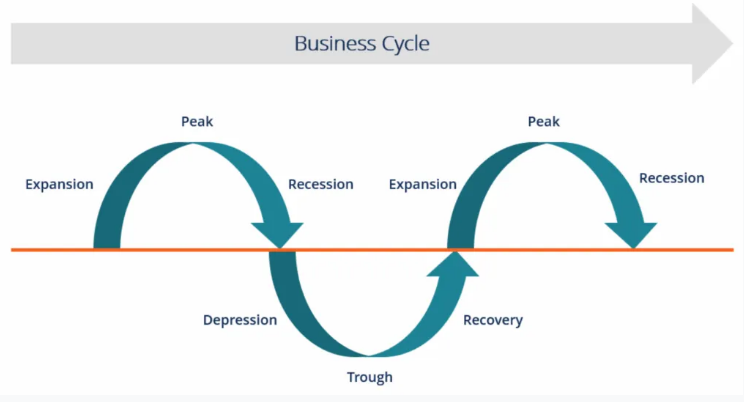 Business Cycle
Peak
Peak
Expansion
Recession
Expansion
Recession
Depression
Recovery
Trough